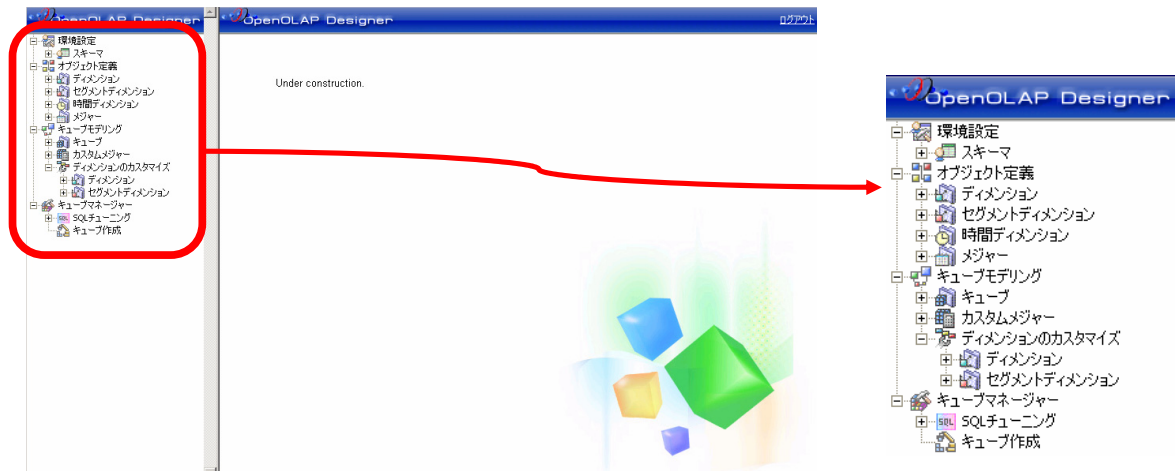 OpenOLAP Designer
環境設定
スキーマ
オブジェクト定義
ディメンション
セグメントディメンション
時間ディメンション
メジャー
キューブモデリング
キューブ
カスタムメジャー
ディメンションのカスタマイズ
ディメンション
セグメントディメンション
キューブマネージャー
SQL SQLチューニング
キューブ作成
OpenOLAP Designer
ログアウト
Under construction.
OpenOLAP Designer
環境設定
スキーマ
オブジェクト定義
ディメンション
セグメントディメンション
時間ディメンション
メジャー
キューブモデリング
キューブ
カスタムメジャー
ディメンションのカスタマイズ
ディメンション
セグメントディメンション
キューブマネージャー
SQL SQLチューニング
キューブ作成